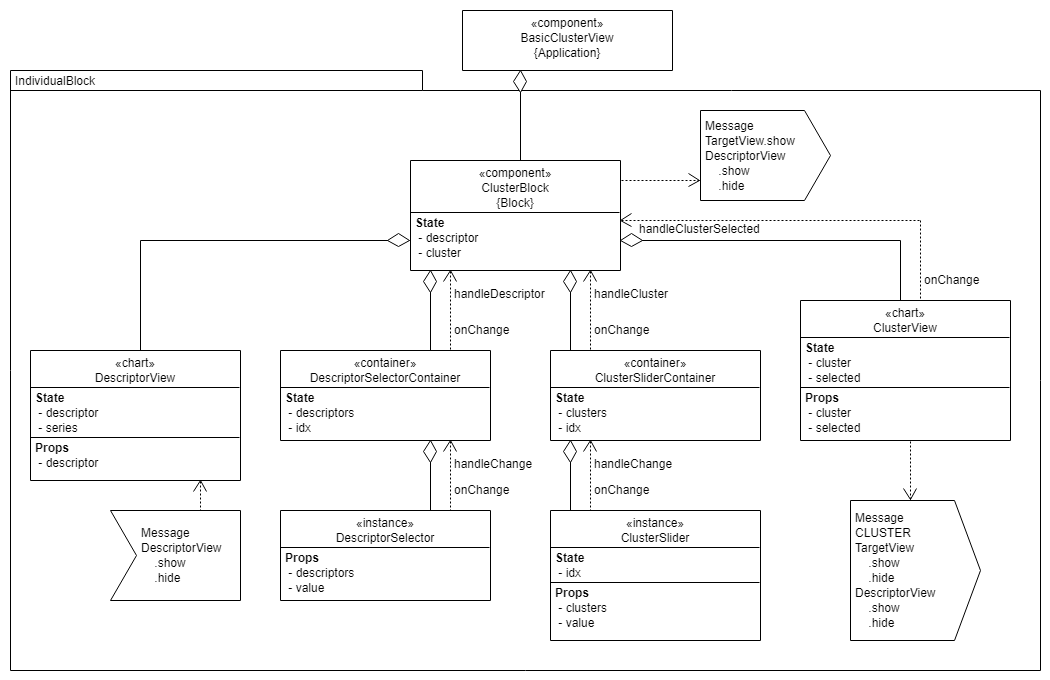 «component»
BasicClusterView
{Application}
IndividualBlock
Message
TargetView.show
DescriptorView
.show
.hide
«component»
ClusterBlock
{Block}
State
- descriptor
- cluster
handleClusterSelected
onChange
handleDescriptor
onChange
handleCluster
onChange
«chart»
DescriptorView
State
- descriptor
- series
Props
- descriptor
«container»
DescriptorSelectorContainer
State
- descriptors
- idx
«container»
ClusterSliderContainer
State
- clusters
- idx
«chart»
ClusterView
State
- cluster
- selected
Props
- cluster
- selected
handleChange
onChange
handleChange
onChange
Message
DescriptorView
.show
.hide
«instance»
DescriptorSelector
Props
- descriptors
- value
«instance»
ClusterSlider
State
- idx
Props
- clusters
- value
Message
CLUSTER
TargetView
.show
.hide
DescriptorView
.show
.hide